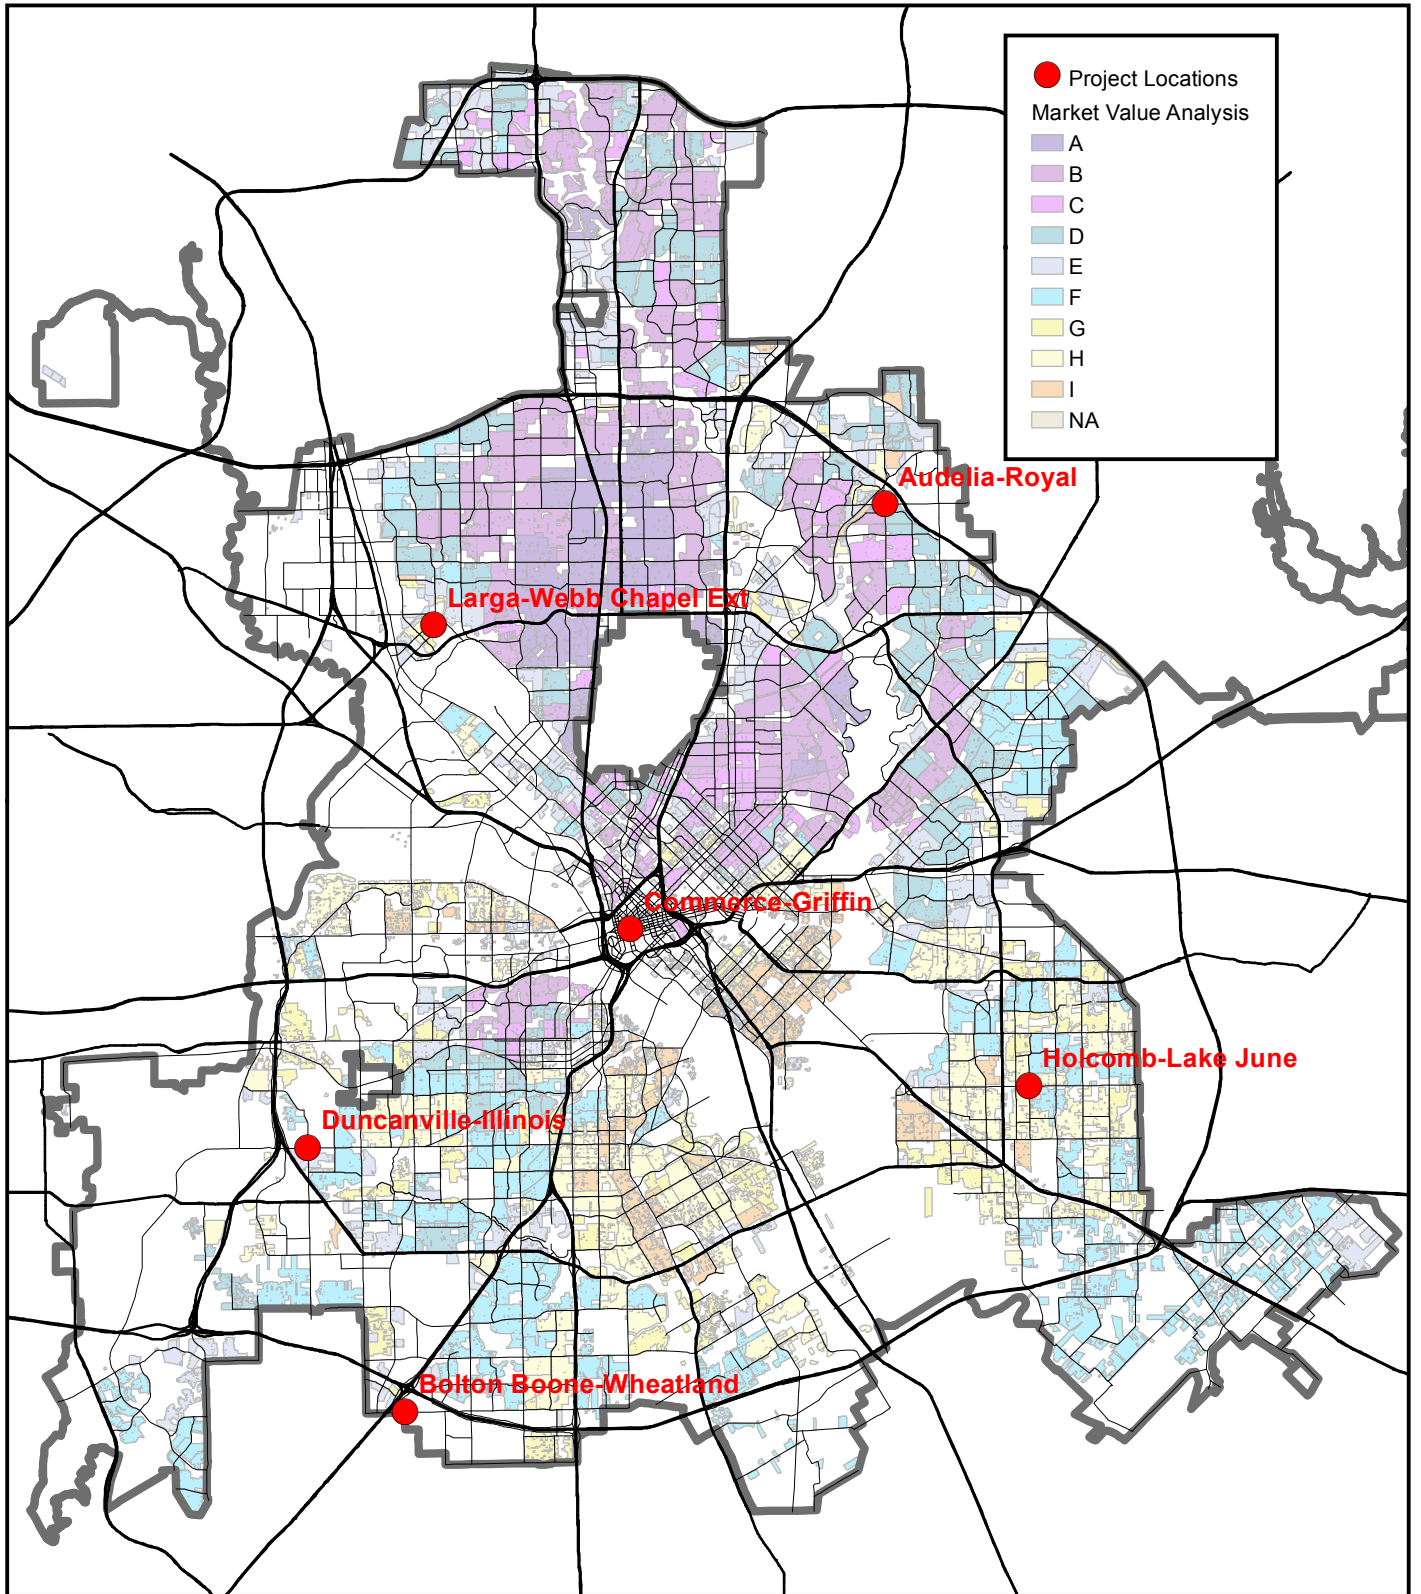 Project Locations
Market Value Analysis
A
B
C
D
E
F
G
H
I
NA
Audelia-Royal
Larga-Webb Chapel Ext
Commerce-Griffin
Holcomb-Lake June
Duncanville-Illinois
Bolton Boone-Wheatland